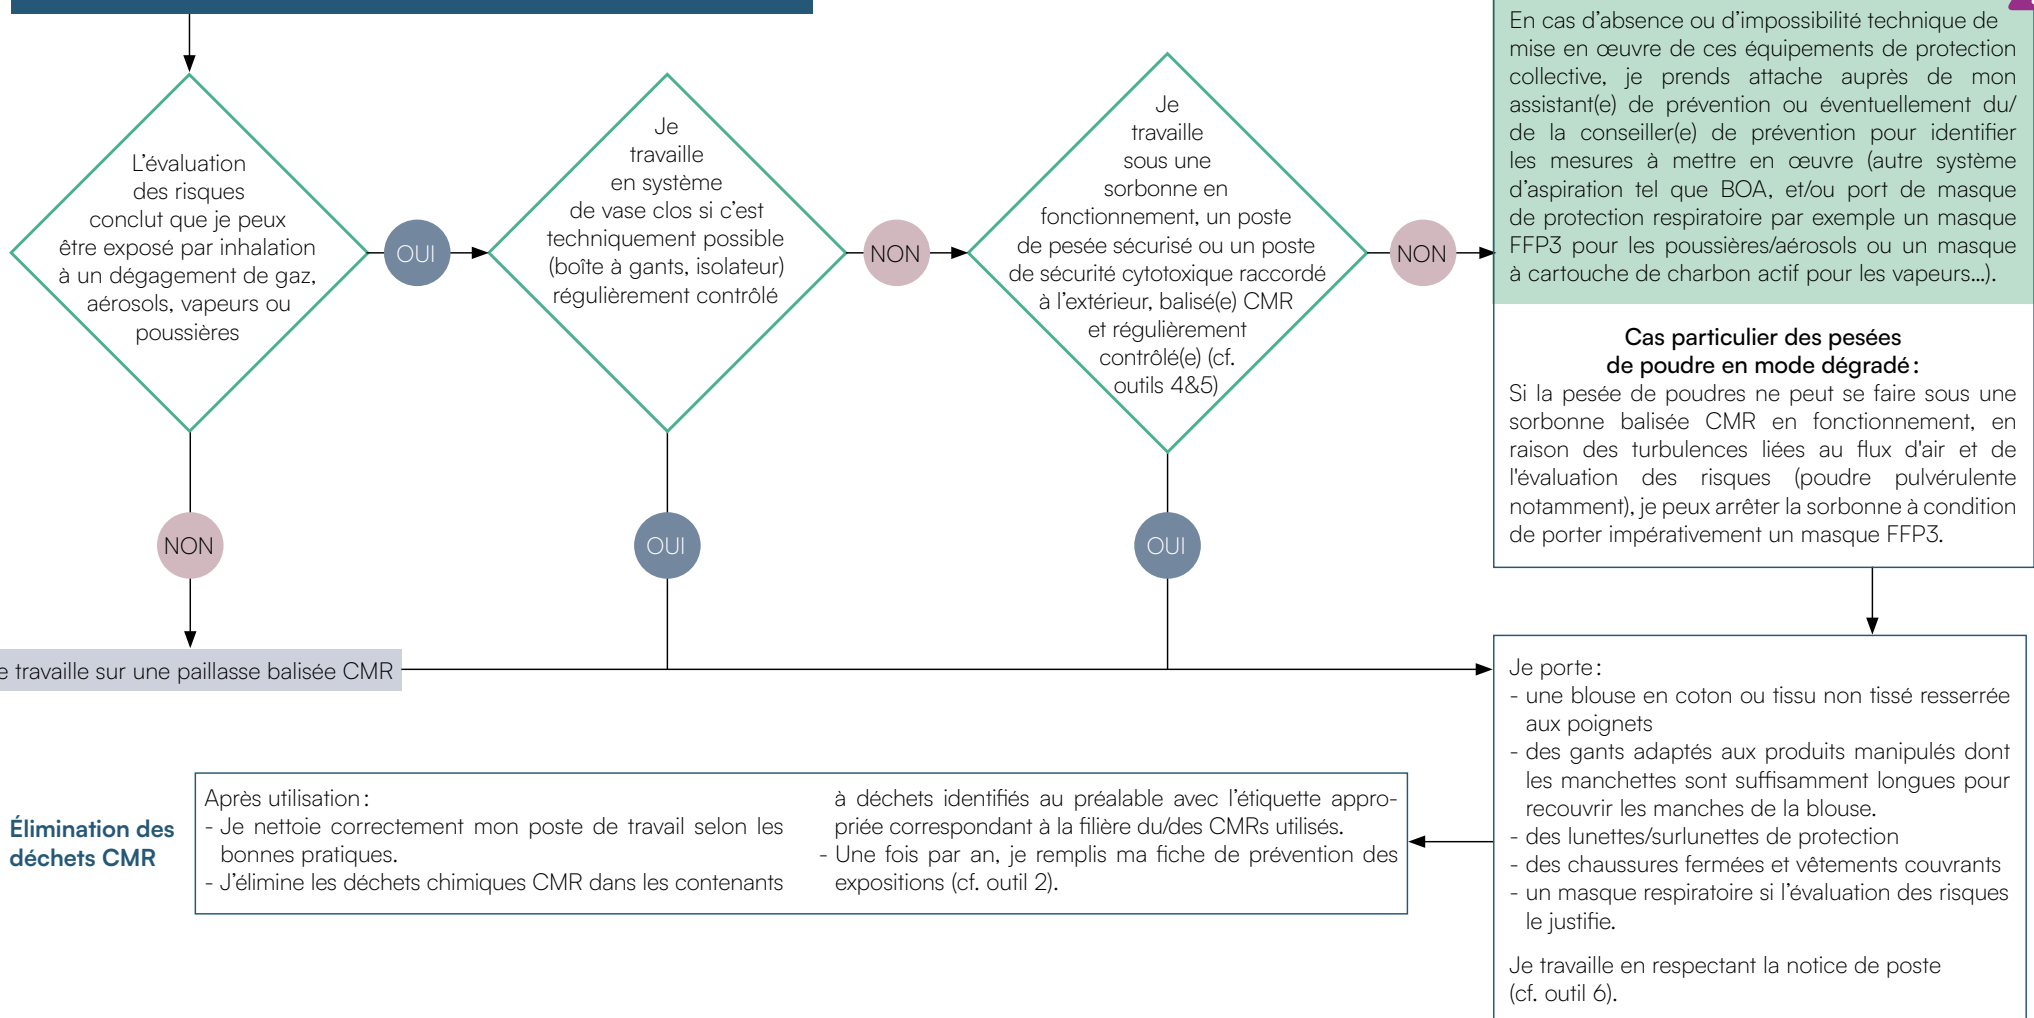 L'évaluation
des risques
conclut que je peux
être exposé par inhalation
à un dégagement de gaz,
aérosols, vapeurs ou
poussières
OUI
Je
travaille
en système
de vase clos si c'est
techniquement possible
(boîte à gants, isolateur)
régulièrement contrôlé
NON
Je
travaille
sous une
sorbonne en
fonctionnement, un poste
de pesée sécurisé ou un poste
de sécurité cytotoxique raccordé
à l'extérieur, balisé(e) CMR
et régulièrement
contrôlé(e) (cf.
outils 4&5)
NON
En cas d'absence ou d'impossibilité technique de
mise en œuvre de ces équipements de protection
collective, je prends attache auprès de mon
assistant(e) de prévention ou éventuellement du/
de la conseiller(e) de prévention pour identifier
les mesures à mettre en œuvre (autre système
d'aspiration tel que BOA, et/ou port de masque
de protection respiratoire par exemple un masque
FFP3 pour les poussières/aérosols ou un masque
à cartouche de charbon actif pour les vapeurs...).
Cas particulier des pesées
de poudre en mode dégradé :
Si la pesée de poudres ne peut se faire sous une
sorbonne balisée CMR en fonctionnement, en
raison des turbulences liées au flux d'air et de
l'évaluation des risques (poudre pulvérulente
notamment), je peux arrêter la sorbonne à condition
de porter impérativement un masque FFP3.
NON
OUI
OUI
e travaille sur une paillasse balisée CMR
Je porte :
- une blouse en coton ou tissu non tissé resserrée
aux poignets
- des gants adaptés aux produits manipulés dont
les manchettes sont suffisamment longues pour
recouvrir les manches de la blouse.
- des lunettes/surlunettes de protection
- des chaussures fermées et vêtements couvrants
- un masque respiratoire si l'évaluation des risques
le justifie.
Je travaille en respectant la notice de poste
(cf. outil 6).
Élimination des
déchets CMR
Après utilisation :
- Je nettoie correctement mon poste de travail selon les
bonnes pratiques.
- J'élimine les déchets chimiques CMR dans les contenants
à déchets identifiés au préalable avec l'étiquette appro-
priée correspondant à la filière du/des CMRs utilisés.
- Une fois par an, je remplis ma fiche de prévention des
expositions (cf. outil 2).